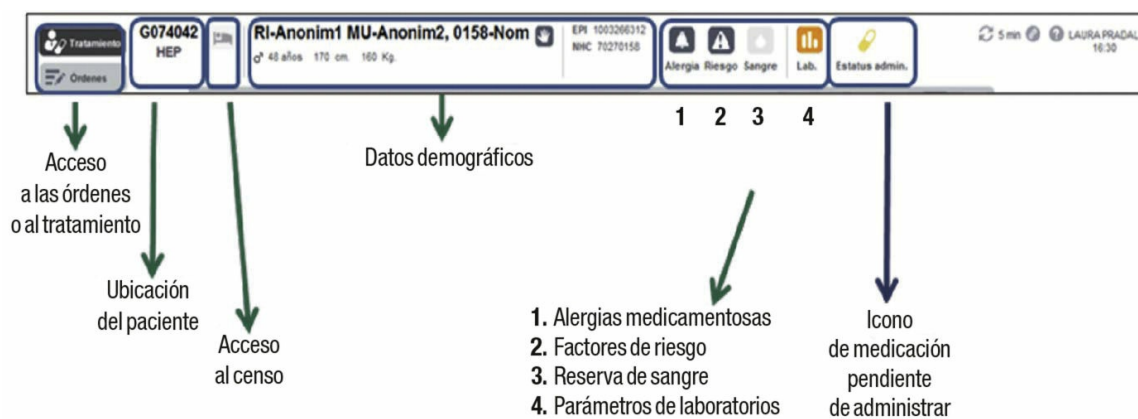 Tratamiento
Órdenes
G074042
HEP
RI-Anonim1 MU-Anonim2, 0158-Nom
48 años 170 cm. 160 Kg.
EPI 1003266312
NHC 70270158
Alergia Riesgo Sangre Lab. Estatus admin.
5 min LAURA PRADAL
16:30
1 2 3 4
Acceso
a las órdenes
o al tratamiento
Ubicación
del paciente
Acceso
al censo
Datos demográficos
1. Alergias medicamentosas
2. Factores de riesgo
3. Reserva de sangre
4. Parámetros de laboratorios
Icono
de medicación
pendiente
de administrar